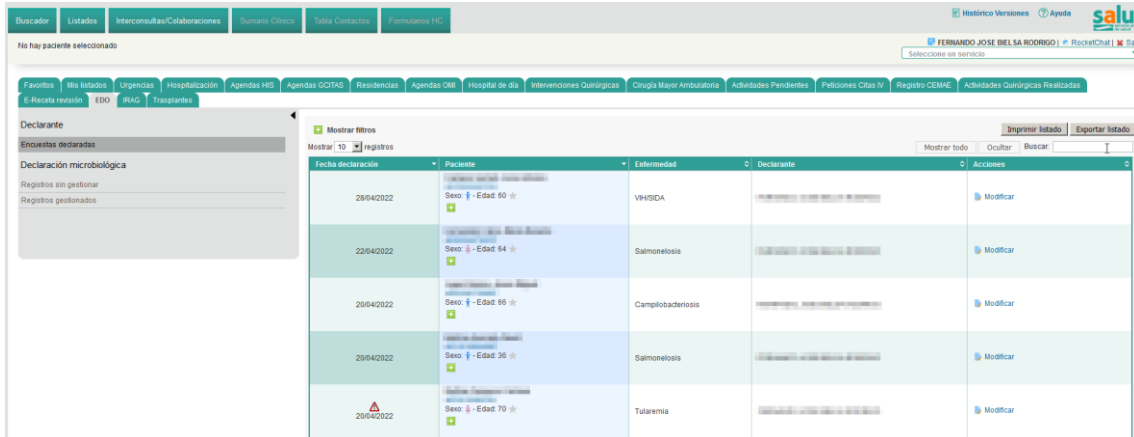 Buscador Listados Interconsultas/Colaboraciones Sumario Clínico Tabla Contactos Formularios HC
Histórico Versiones Ayuda
salu
No hay paciente seleccionado
FERNANDO JOSE BIELSA RODRIGO | RocketChat | Sa
Seleccione un servicio
Favoritos Mis listados Urgencias Hospitalización Agendas HIS Agendas GCITAS Residencias Agendas OMI Hospital de día Intervenciones Quirúrgicas Cirugía Mayor Ambulatoria Actividades Pendientes Peticiones Citas IV Registro CEMAE Actividades Quirúrgicas Realizadas
E-Receta revisión EDO IRAG Trasplantes
Declarante
Encuestas declaradas
Declaración microbiológica
Registros sin gestionar
Registros gestionados
Mostrar filtros
Imprimir listado Exportar listado
Mostrar 10 registros
Mostrar todo Ocultar Buscar:
Fecha declaración Paciente Enfermedad Declarante Acciones
28/04/2022 Sexo: - Edad: 60 VIH/SIDA Modificar
22/04/2022 Sexo: - Edad: 64 Salmonelosis Modificar
20/04/2022 Sexo: - Edad: 66 Campilobacteriosis Modificar
20/04/2022 Sexo: - Edad: 36 Salmonelosis Modificar
20/04/2022 Sexo: - Edad: 70 Tularemia Modificar